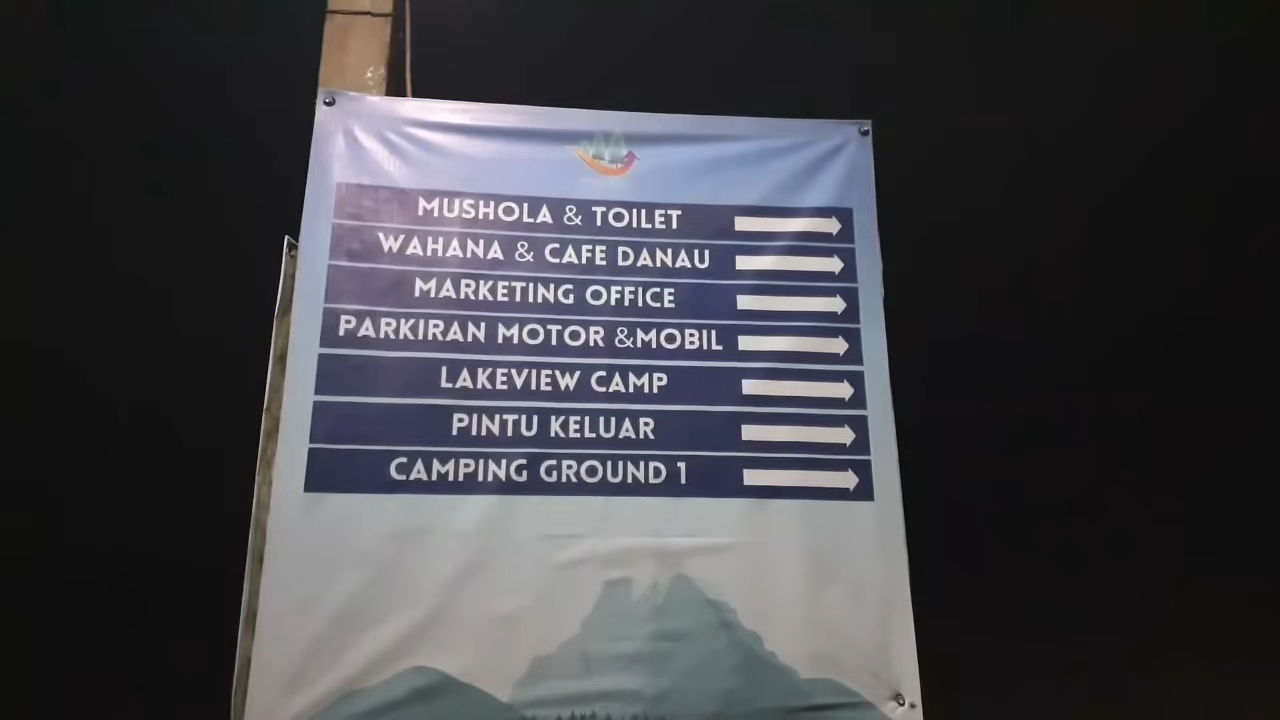 MUSHOLA & TOILET
WAHANA & CAFE DANAU
MARKETING OFFICE
PARKIRAN MOTOR &MOBIL
LAKEVIEW CAMP
PINTU KELUAR
CAMPING GROUND 1